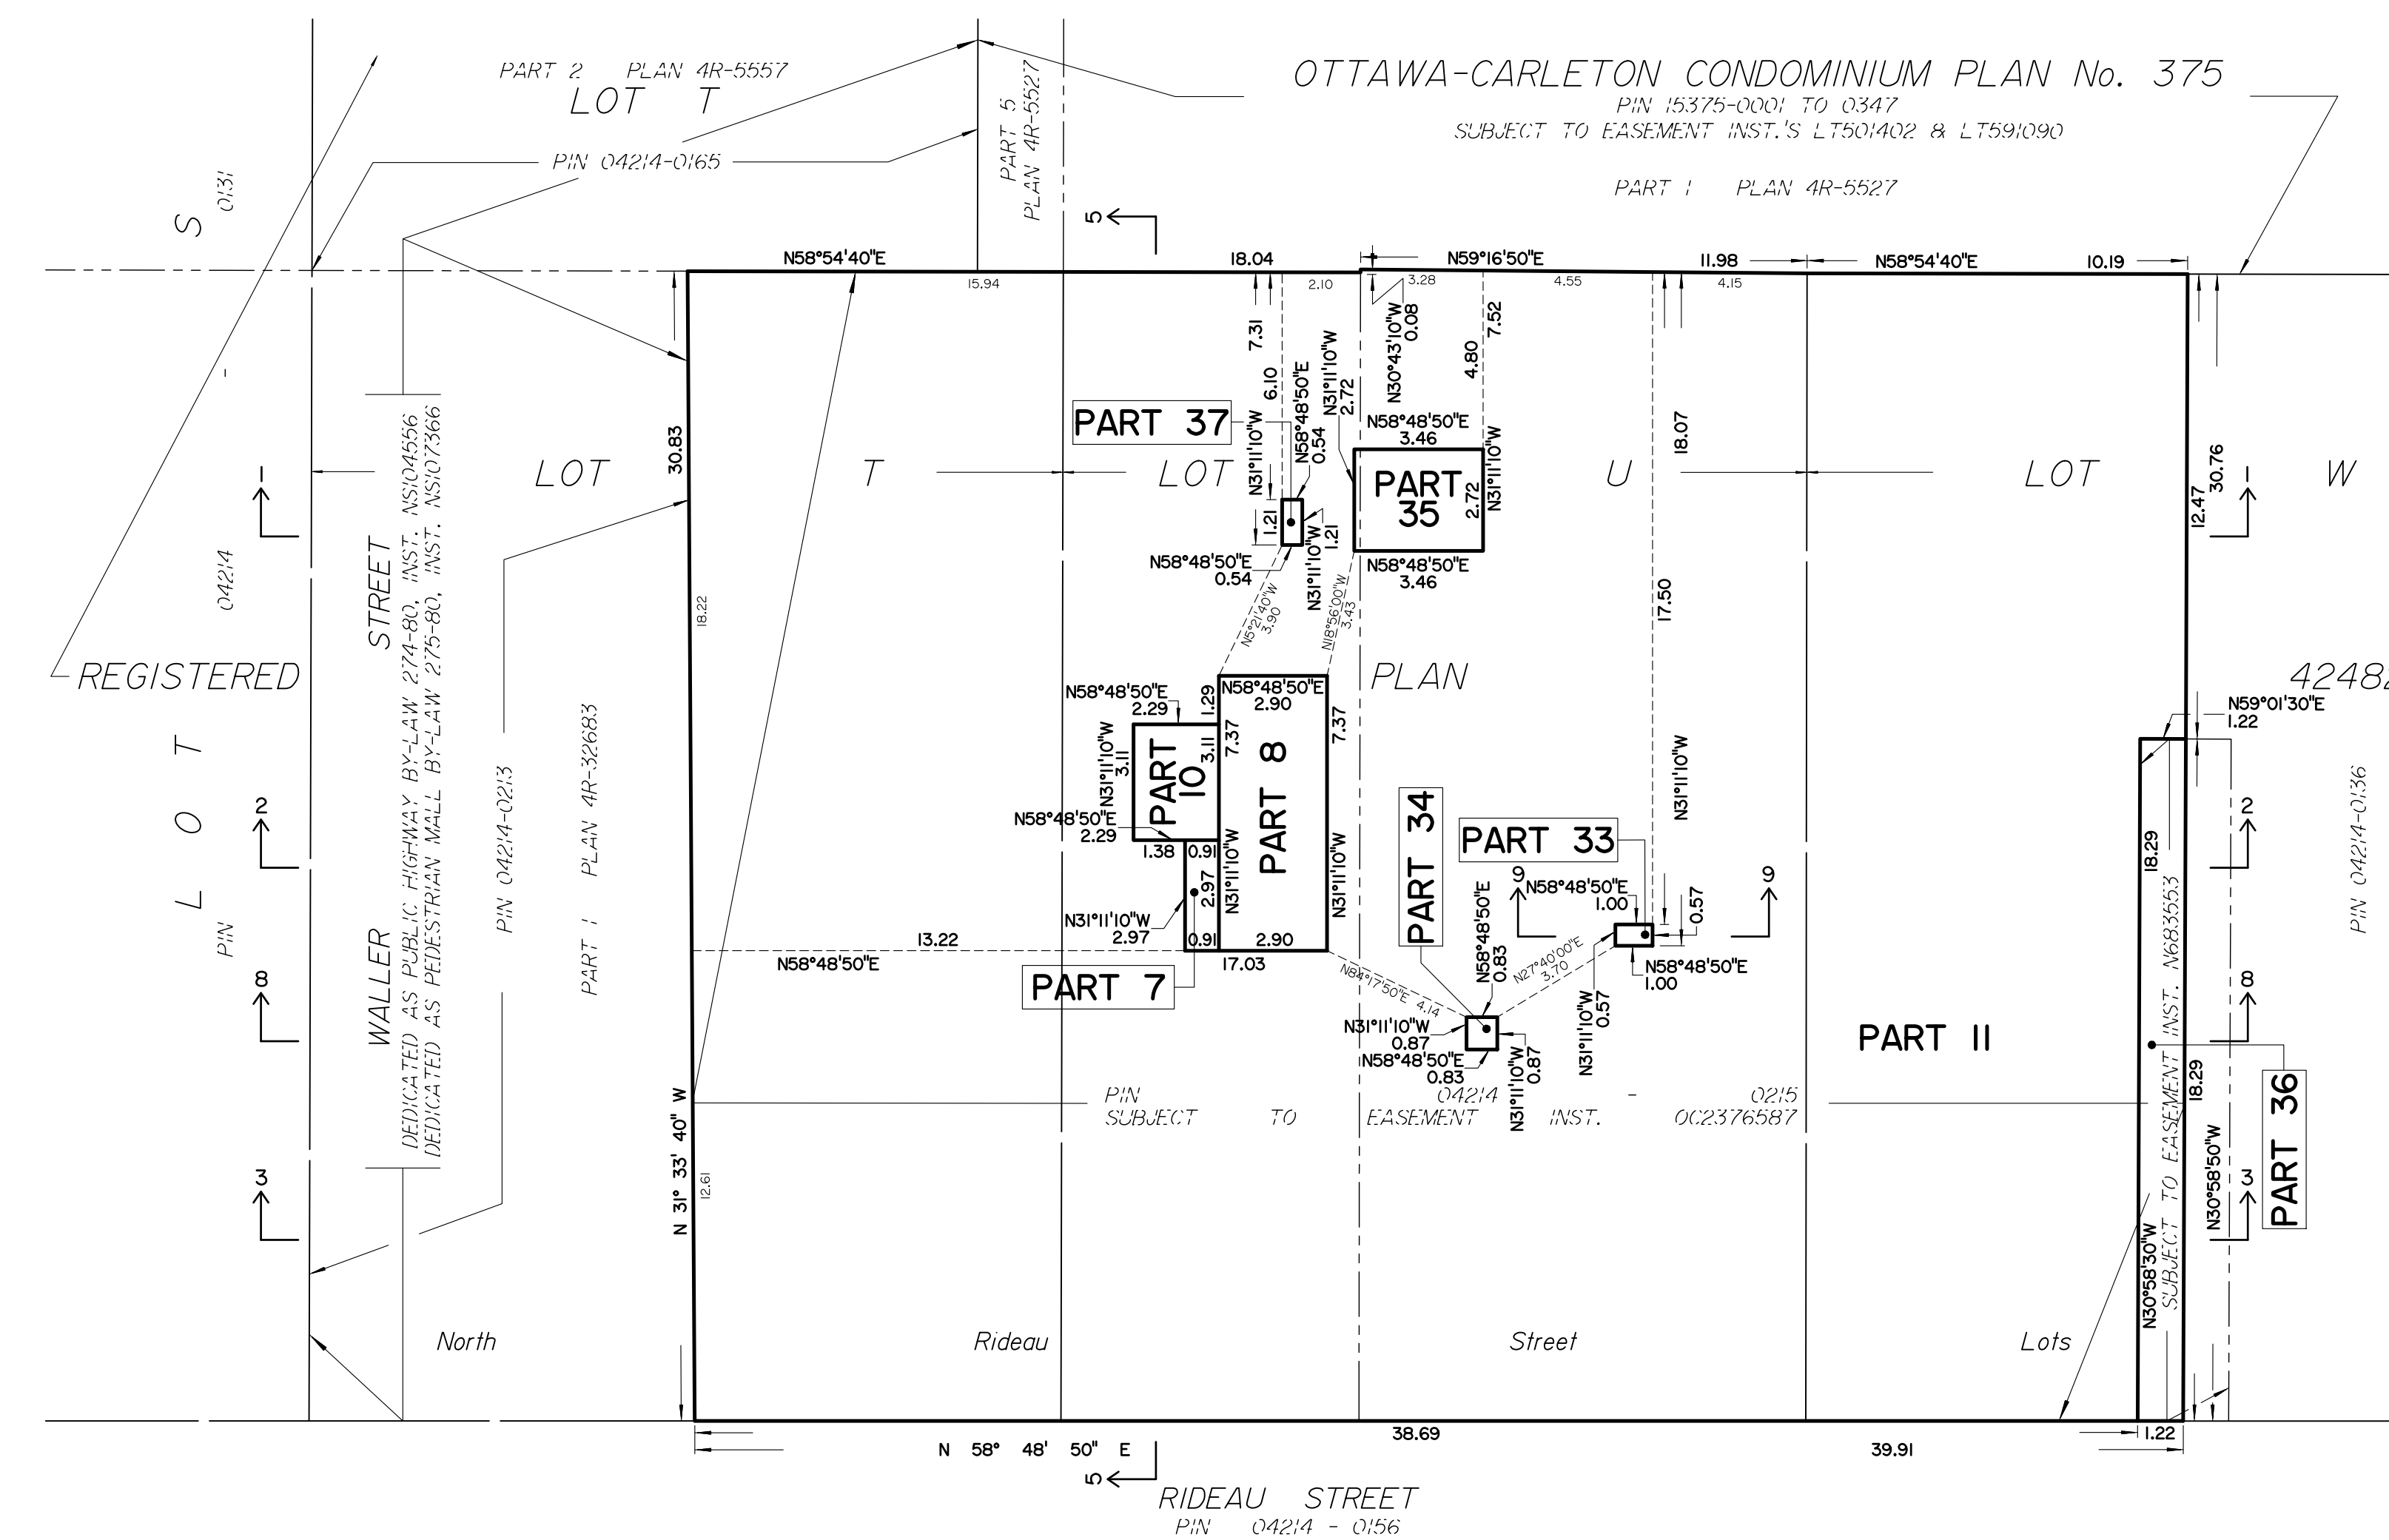 PART 2 PLAN 4R-5557
LOT T
PIN 04214-0165
PART 5
PLAN 4R-5527
OTTAWA-CARLETON CONDOMINIUM PLAN No. 375
PIN 15375-0001 TO 0347
SUBJECT TO EASEMENT INST.'S LT501402 & LT591090
PART 1 PLAN 4R-5527
S
0131
-
04214
PIN
LOT
5
N58°54'40"E
18.04
N59°16'50"E
11.98
N58°54'40"E
10.19
15.94
2.10
3.28
4.55
4.15
7.31
6.10
N31°11'10"W
N58°48'50"E
0.54
N31°11'10"W
2.72
N30°43'10"W
0.08
4.80
7.52
18.07
30.83
30.76
12.47
PART 37
N58°48'50"E
3.46
PART
35
2.72
N31°11'10"W
N58°48'50"E
3.46
LOT T
LOT U
LOT W
1
1
1.21
1.21
N31°11'10"W
N58°48'50"E
0.54
N5°21'40"W
3.90
N18°56'00"W
3.43
17.50
18.22
WALLER STREET
DEDICATED AS PUBLIC HIGHWAY BY-LAW 274-80, INST. NS104556
DEDICATED AS PEDESTRIAN MALL BY-LAW 275-80, INST. NS107366
PIN 04214-0213
PART 1 PLAN 4R-32683
REGISTERED PLAN 42482
N58°48'50"E
2.29
1.29
N58°48'50"E
2.90
N31°11'10"W
3.11
PART
10
3.11
7.37
PART 8
7.37
N31°11'10"W
N59°01'30"E
1.22
2
2
N58°48'50"E
2.29
1.38
0.91
2.97
N31°11'10"W
N31°11'10"W
PART 34
PART 33
18.29
PIN 04214-0136
N31°11'10"W
2.97
9
9
N58°48'50"E
1.00
0.57
N58°48'50"E
0.83
13.22
N58°48'50"E
0.91
2.90
17.03
PART 7
N84°17'50"E 4.14
N27°40'00"E
3.70
N58°48'50"E
1.00
N31°11'10"W
0.57
8
8
N31°11'10"W
0.87
N58°48'50"E
0.83
N31°11'10"W
0.87
PART 11
SUBJECT TO EASEMENT INST. N683553
18.29
PART 36
N 31° 33' 40" W
PIN 04214 - 0215
SUBJECT TO EASEMENT INST. OC2376587
12.61
3
3
N30°58'50"W
N30°58'30"W
North Rideau Street Lots
38.69
1.22
N 58° 48' 50" E
39.91
5
RIDEAU STREET
PIN 04214 - 0156